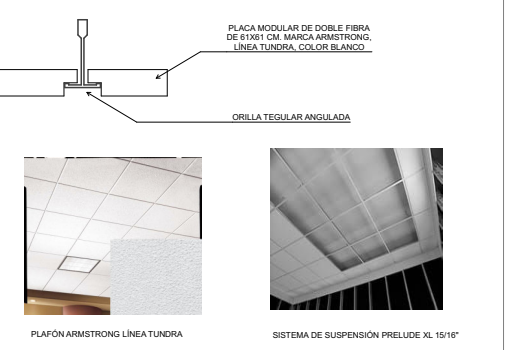 PLACA MODULAR DE DOBLE FIBRA
DE 61X61 CM. MARCA ARMSTRONG,
LÍNEA TUNDRA, COLOR BLANCO
ORILLA TEGULAR ANGULADA
PLAFÓN ARMSTRONG LÍNEA TUNDRA
SISTEMA DE SUSPENSIÓN PRELUDE XL 15/16"